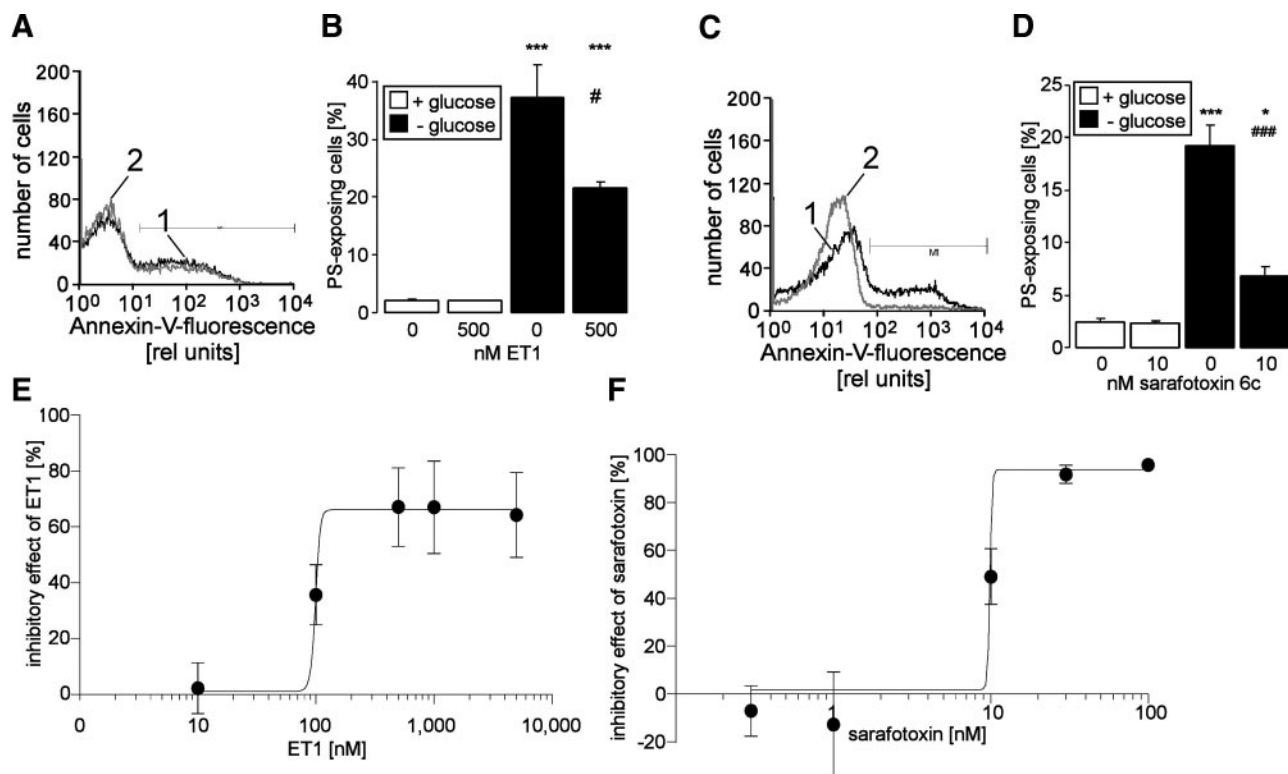 A
number of cells
200
160
120
80
40
0
2
1
10^0 10^1 10^2 10^3 10^4
Annexin-V-fluorescence
[rel units]
B
PS-exposing cells [%]
40
30
20
10
0
+ glucose
- glucose
*** ***
#
0 500 0 500
nM ET1
C
number of cells
200
160
120
80
40
0
2
1
M1
10^0 10^1 10^2 10^3 10^4
Annexin-V-fluorescence
[rel units]
D
PS-exposing cells [%]
25
20
15
10
5
0
+ glucose
- glucose
*** *
###
0 10 0 10
nM sarafotoxin 6c
E
inhibitory effect of ET1 [%]
100
80
60
40
20
0
0 10 100 1,000 10,000
ET1 [nM]
F
inhibitory effect of sarafotoxin [%]
100
80
60
40
20
0
-20
1 10 100
sarafotoxin [nM]